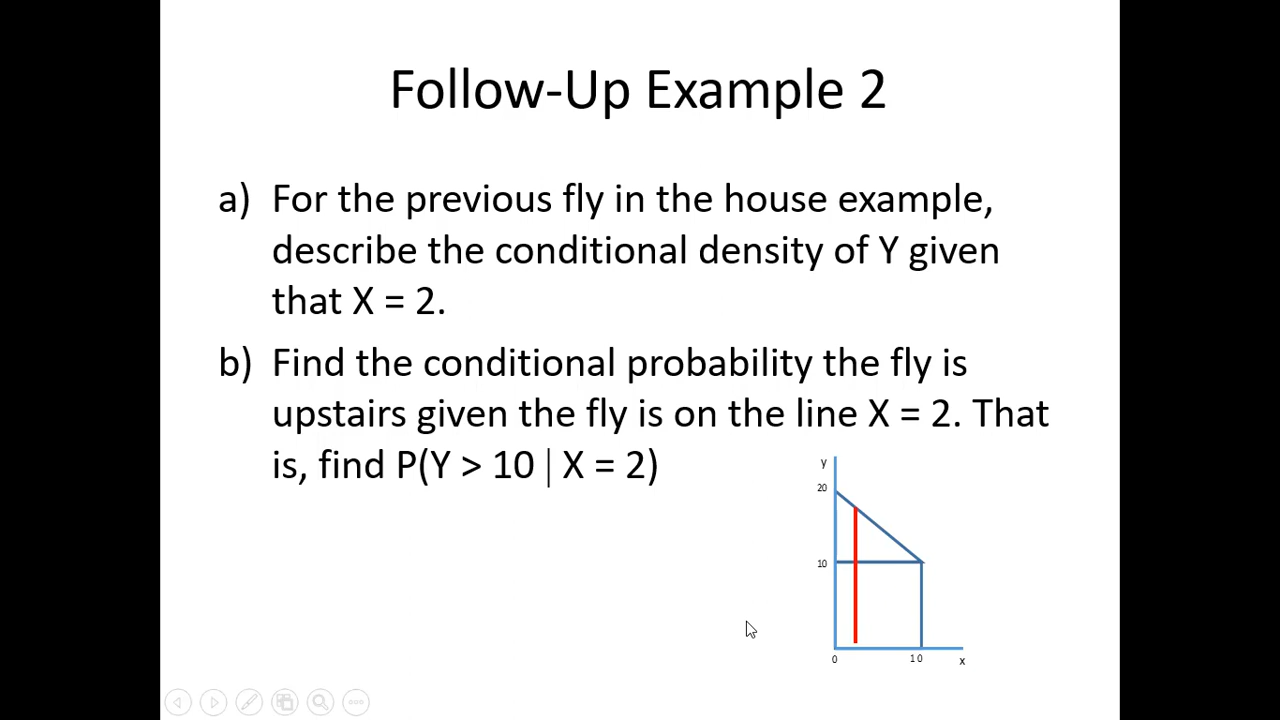 Follow-Up Example 2
a) For the previous fly in the house example,
describe the conditional density of Y given
that X = 2.
b) Find the conditional probability the fly is
upstairs given the fly is on the line X = 2. That
is, find P(Y > 10 | X = 2)
y
20
10
0
10
x